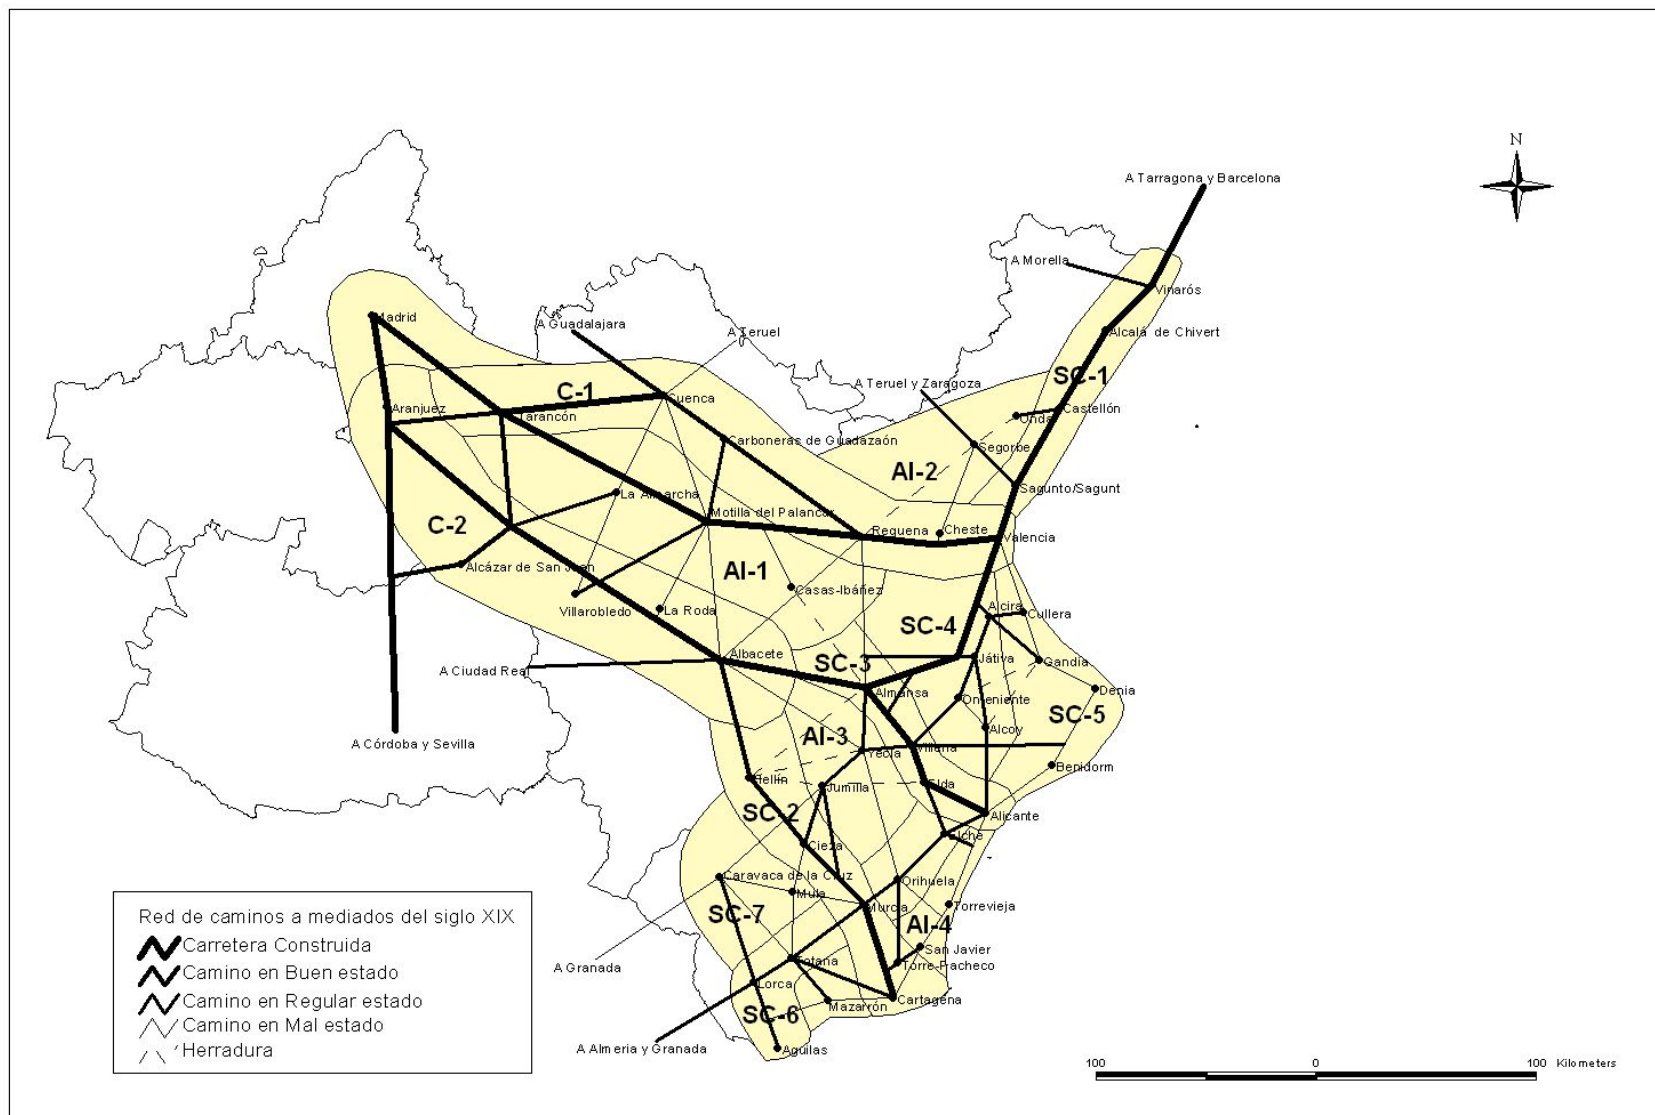 N
A Tarragona y Barcelona
A Morella
Vinarós
Madrid
A Guadalajara
A Teruel
Alcalá de Chivert
A Teruel y Zaragoza
SC-1
C-1
Aranjuez
Tarancón
Cuenca
Onda
Castellón
Carboneras de Guadazaón
Segorbe
AI-2
Sagunto/Sagunt
La Almarcha
Motilla del Palancar
C-2
Requena
Cheste
Valencia
Alcázar de San Juan
AI-1
Casas-Ibáñez
Villarobledo
La Roda
Alcira
Cullera
SC-4
Albacete
A Ciudad Real
SC-3
Játiva
Gandía
Almansa
Onteniente
Denia
SC-5
A Córdoba y Sevilla
AI-3
Alcoy
Yecla
Villena
Benidorm
Hellín
Jumilla
Elda
SC-2
Alicante
Elche
Cieza
Caravaca de la Cruz
Mula
Orihuela
SC-7
Murcia
Torrevieja
AI-4
San Javier
A Granada
Totana
Torre-Pacheco
Lorca
Cartagena
Mazarrón
SC-6
A Almeria y Granada
Aguilas
Red de caminos a mediados del siglo XIX
Carretera Construida
Camino en Buen estado
Camino en Regular estado
Camino en Mal estado
Herradura
100 0 100 Kilometers